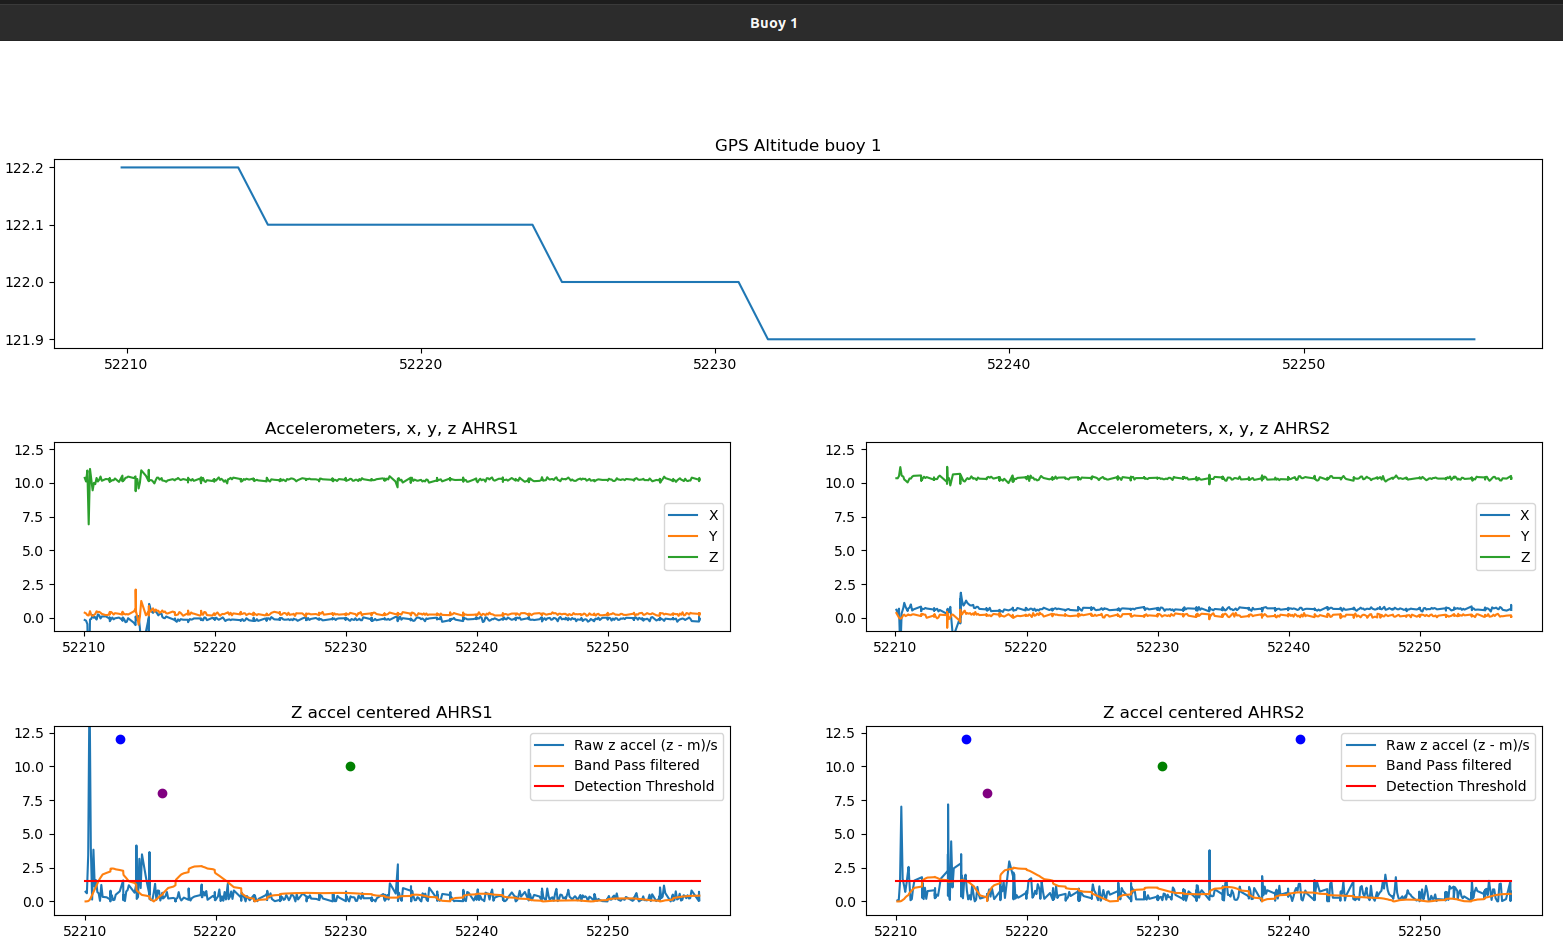 Buoy 1
GPS Altitude buoy 1
122.2
122.1
122.0
121.9
52210 52220 52230 52240 52250
Accelerometers, x, y, z AHRS1
12.5
10.0
7.5
5.0
2.5
0.0
X
Y
Z
52210 52220 52230 52240 52250
Accelerometers, x, y, z AHRS2
12.5
10.0
7.5
5.0
2.5
0.0
X
Y
Z
52210 52220 52230 52240 52250
Z accel centered AHRS1
12.5
10.0
7.5
5.0
2.5
0.0
Raw z accel (z - m)/s
Band Pass filtered
Detection Threshold
52210 52220 52230 52240 52250
Z accel centered AHRS2
12.5
10.0
7.5
5.0
2.5
0.0
Raw z accel (z - m)/s
Band Pass filtered
Detection Threshold
52210 52220 52230 52240 52250